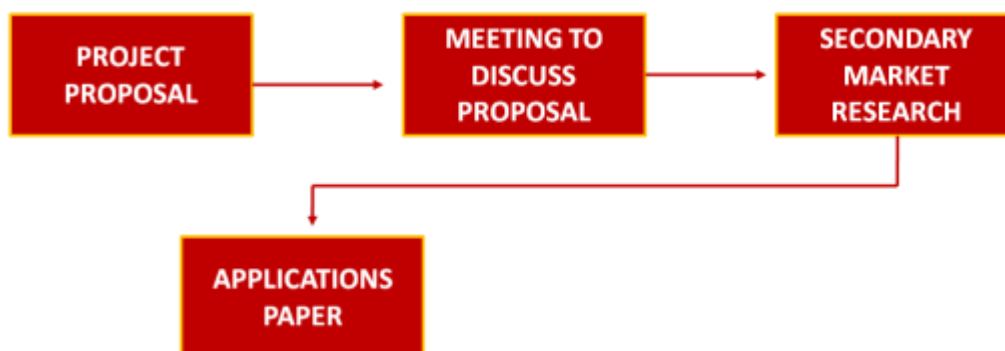 PROJECT
PROPOSAL
MEETING TO
DISCUSS
PROPOSAL
SECONDARY
MARKET
RESEARCH
APPLICATIONS
PAPER